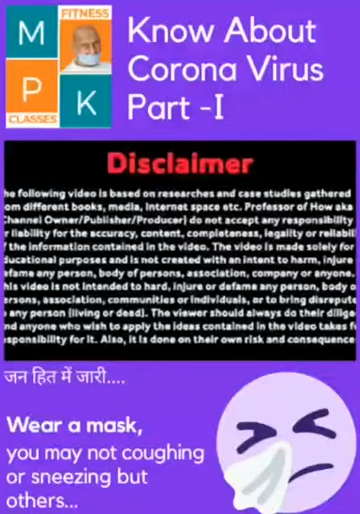 M
FITNESS
P
K
CLASSES
Know About
Corona Virus
Part -I
Disclaimer
he following video is based on researches and case studies gathered
om different books, media, Internet space etc. Professor of How aka
Channel Owner/Publisher/Producer) do not accept any responsibility
r liability for the accuracy, content, completeness, legality or reliabili
f the information contained in the video. The video is made solely for
ducational purposes and is not created with an intent to harm, injure
efame any person, body of persons, association, company or anyone.
his video is not intended to hard, injure or defame any person, body o
ersons, association, communities or individuals, or to bring disrepute
any person (living or dead). The viewer should always do their dilige
nd anyone who wish to apply the ideas contained in the video takes f
sponsibility for it. Also, it is done on their own risk and consequence
जन हित में जारी....
Wear a mask,
you may not coughing
or sneezing but
others...